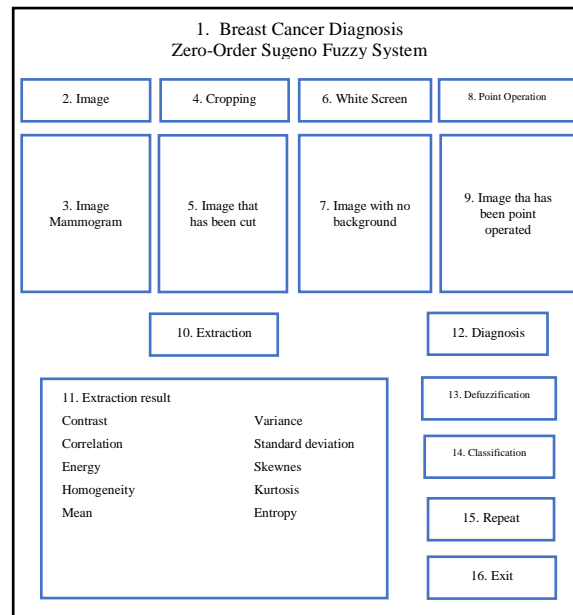 1. Breast Cancer Diagnosis
Zero-Order Sugeno Fuzzy System
2. Image
4. Cropping
6. White Screen
8. Point Operation
3. Image
Mammogram
5. Image that
has been cut
7. Image with no
background
9. Image tha has
been point
operated
10. Extraction
12. Diagnosis
11. Extraction result
Contrast
Variance
Correlation
Standard deviation
Energy
Skewnes
Homogeneity
Kurtosis
Mean
Entropy
13. Defuzzification
14. Classification
15. Repeat
16. Exit